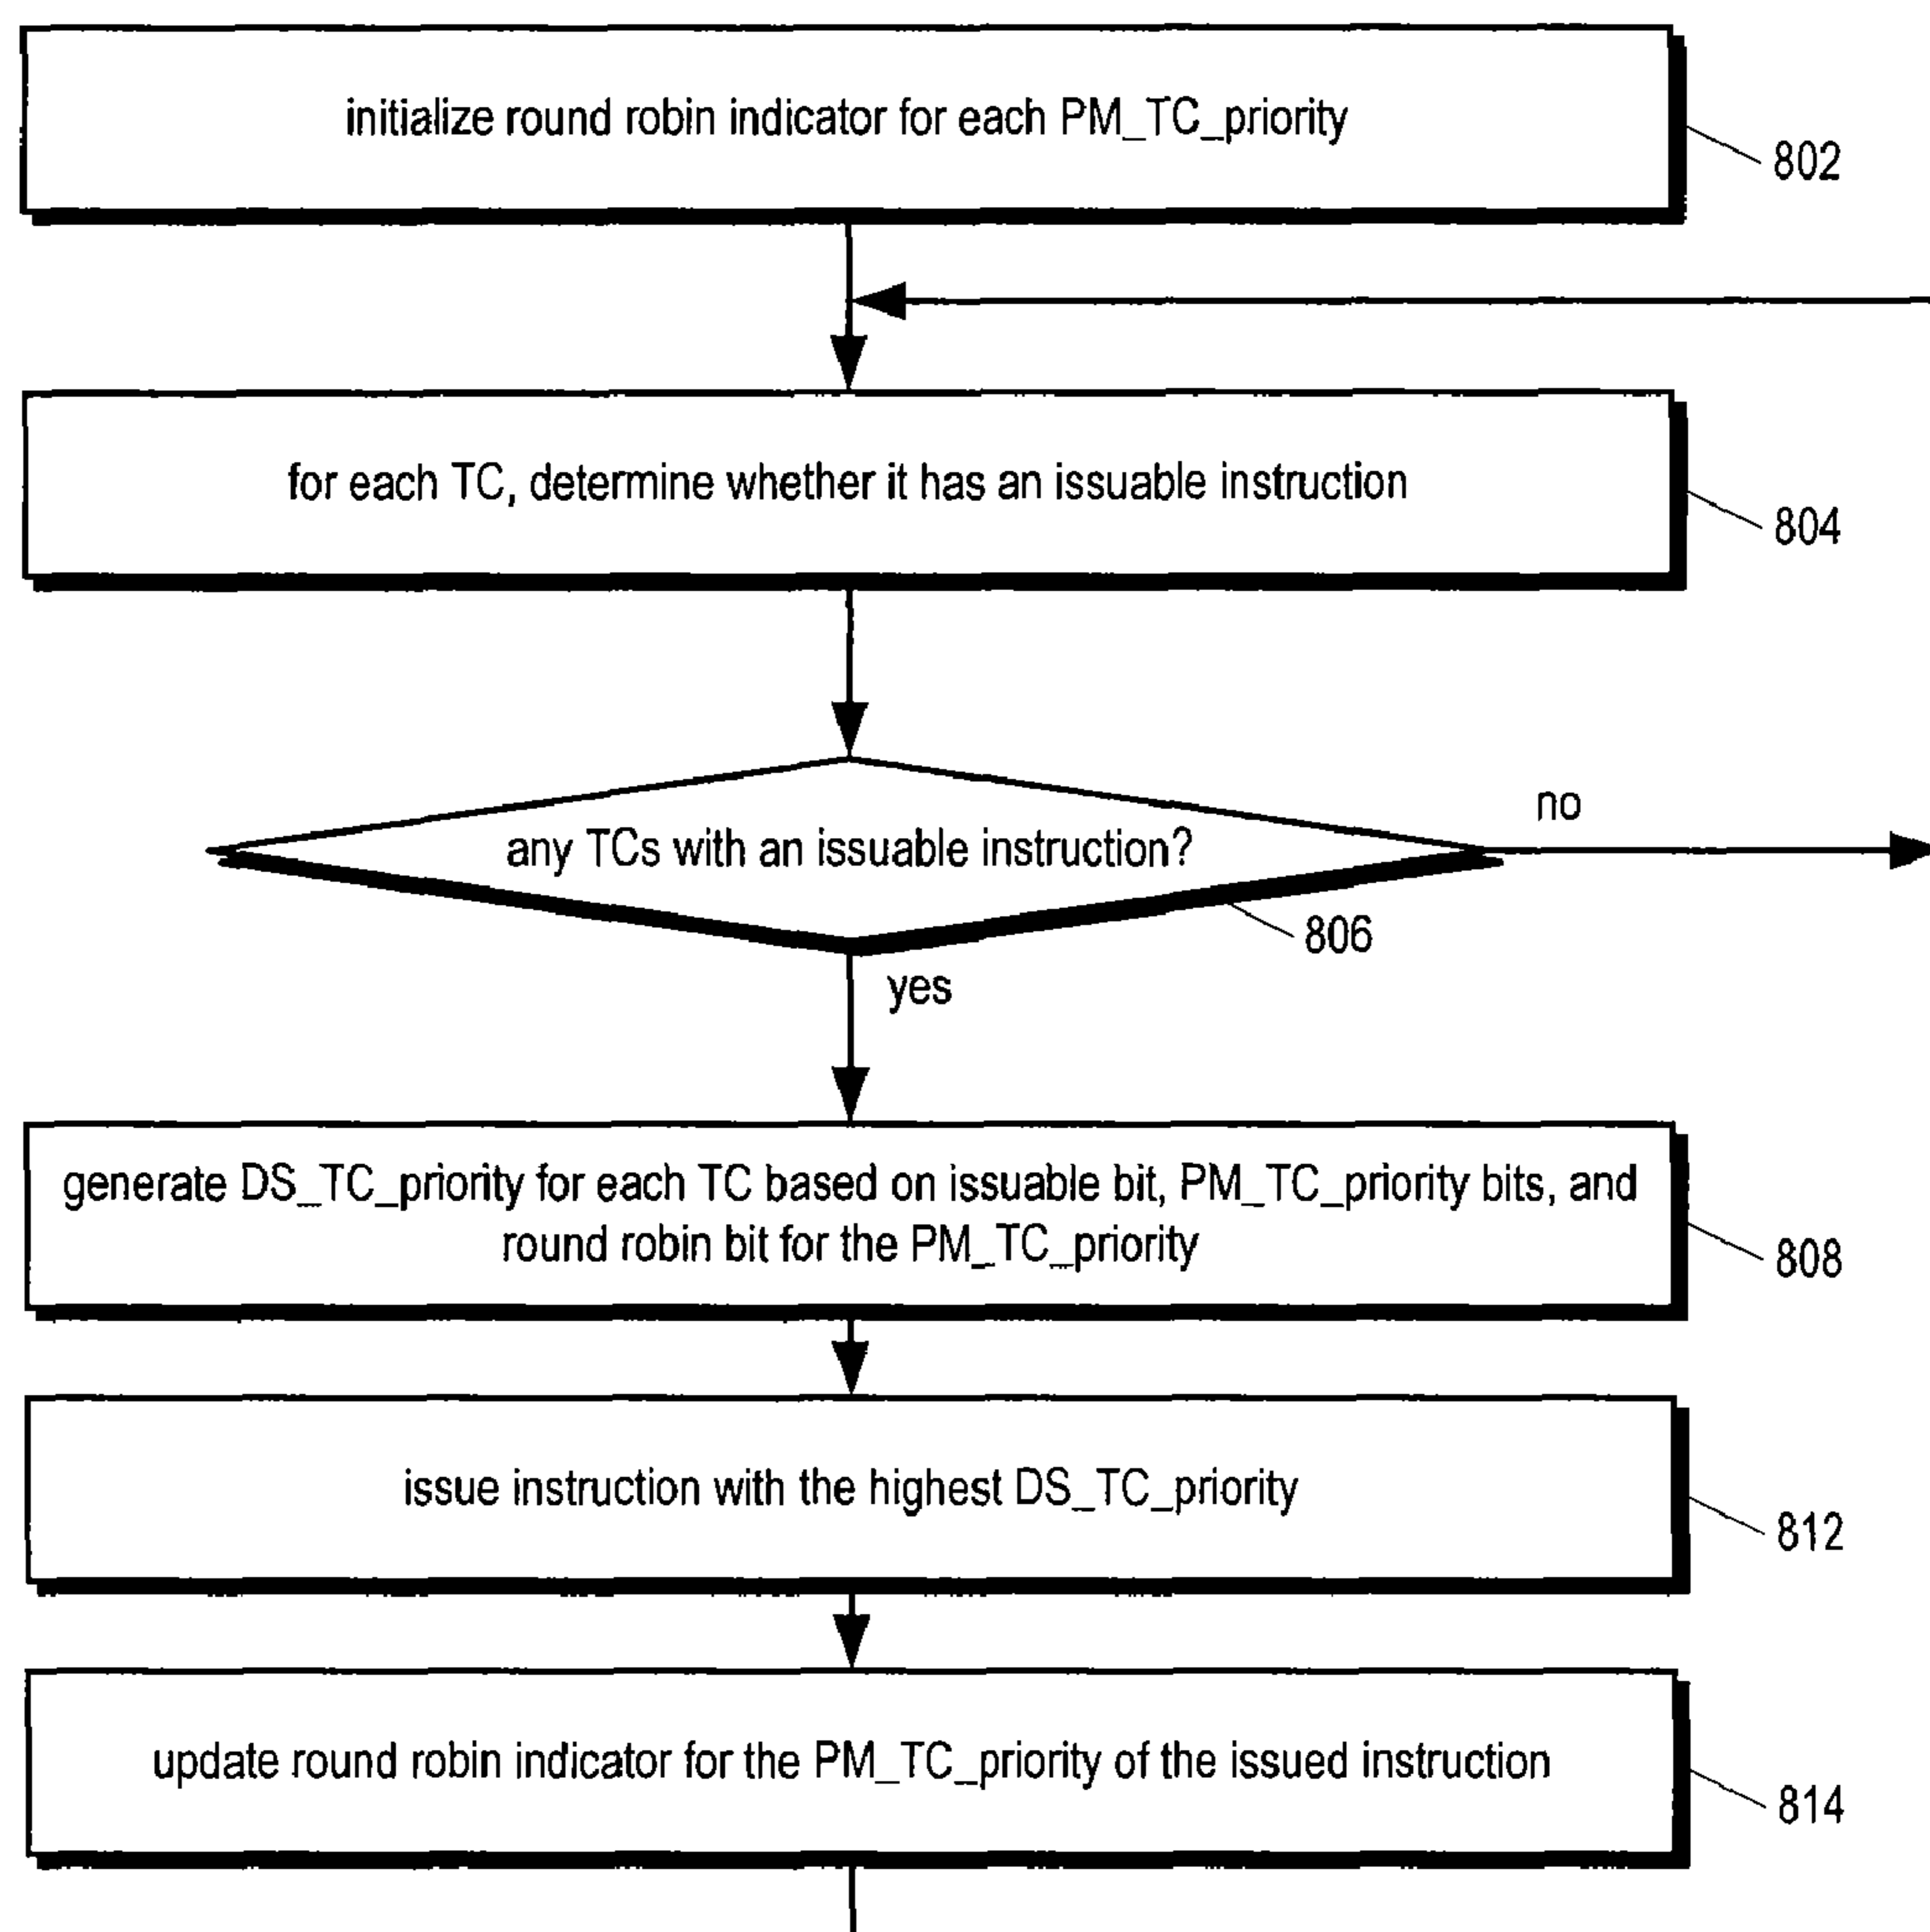 initialize round robin indicator for each PM_TC_priority
802
for each TC, determine whether it has an issuable instruction
804
any TCs with an issuable instruction?
no
806
yes
generate DS_TC_priority for each TC based on issuable bit, PM_TC_priority bits, and
round robin bit for the PM_TC_priority
808
issue instruction with the highest DS_TC_priority
812
update round robin indicator for the PM_TC_priority of the issued instruction
814